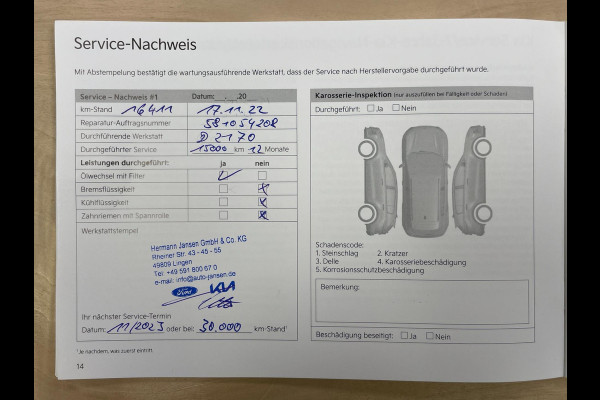 Service-Nachweis
Mit Abstempelung bestätigt die wartungsausführende Werkstatt, dass der Service nach Herstellervorgabe durchgeführt wurde.
Service – Nachweis #1 Datum: . .20
km-Stand 16411 17.11.22
Reparatur-Auftragsnummer 581054208
Durchführende Werkstatt D 2170
Durchgeführter Service 15000 km 12 Monate
Leistungen durchgeführt: ja nein
Ölwechsel mit Filter
Bremsflüssigkeit
Kühlflüssigkeit
Zahnriemen mit Spannrolle
Werkstattstempel
Hermann Jansen GmbH & Co. KG
Rheiner Str. 43 - 45 - 55
49809 Lingen
Tel: +49 591 800 67 0
e-mail: info@auto-jansen.de
Ford KIA
Ihr nächster Service-Termin
Datum: 11/2023 oder bei: 30.000 km-Stand¹
¹Je nachdem, was zuerst eintritt.
14
Karosserie-Inspektion (nur auszufüllen bei Fälligkeit oder Schäden)
Durchgeführt: Ja Nein
Schadenscode:
1. Steinschlag 2. Kratzer
3. Delle 4. Karosseriebeschädigung
5. Korrosionsschutzbeschädigung
Bemerkung:
Beschädigung beseitigt: Ja Nein